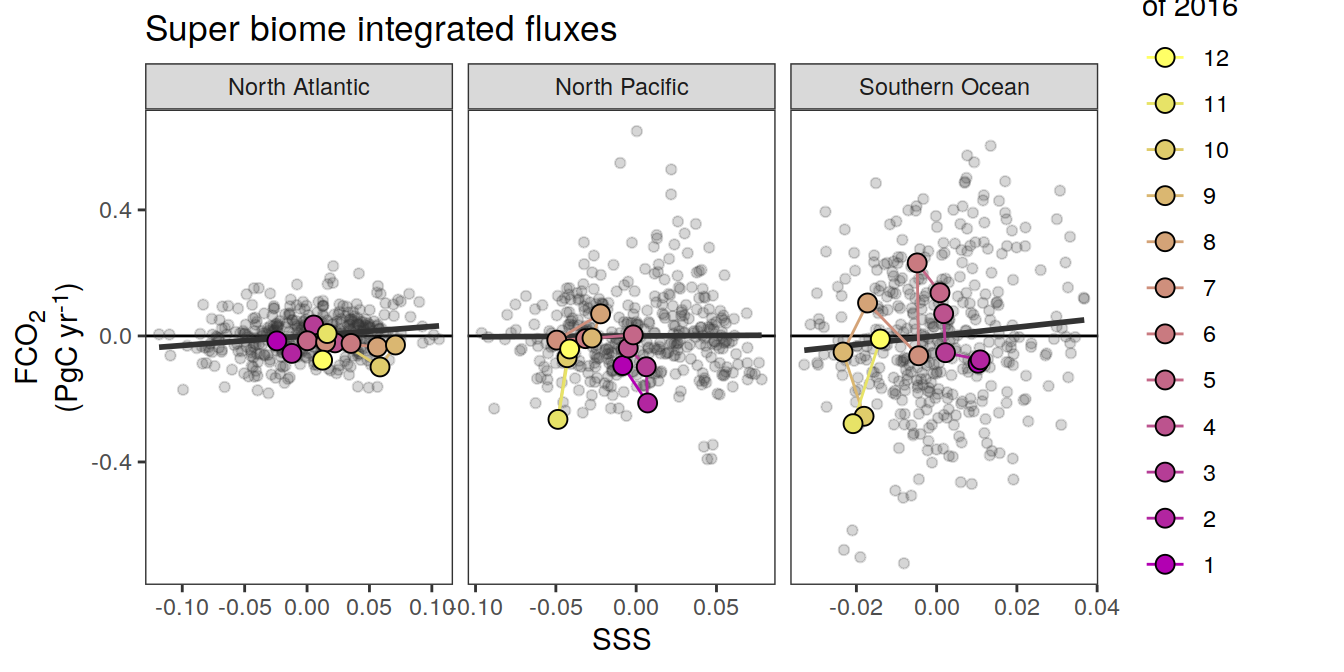 of 2016
Super biome integrated fluxes
North Atlantic North Pacific Southern Ocean
12
11
10
9
8
7
6
5
4
3
2
1
FCO₂
(PgC yr⁻¹)
0.4
0.0
-0.4
-0.10 -0.05 0.00 0.05 0.10 -0.10 -0.05 0.00 0.05 -0.02 0.00 0.02 0.04
SSS